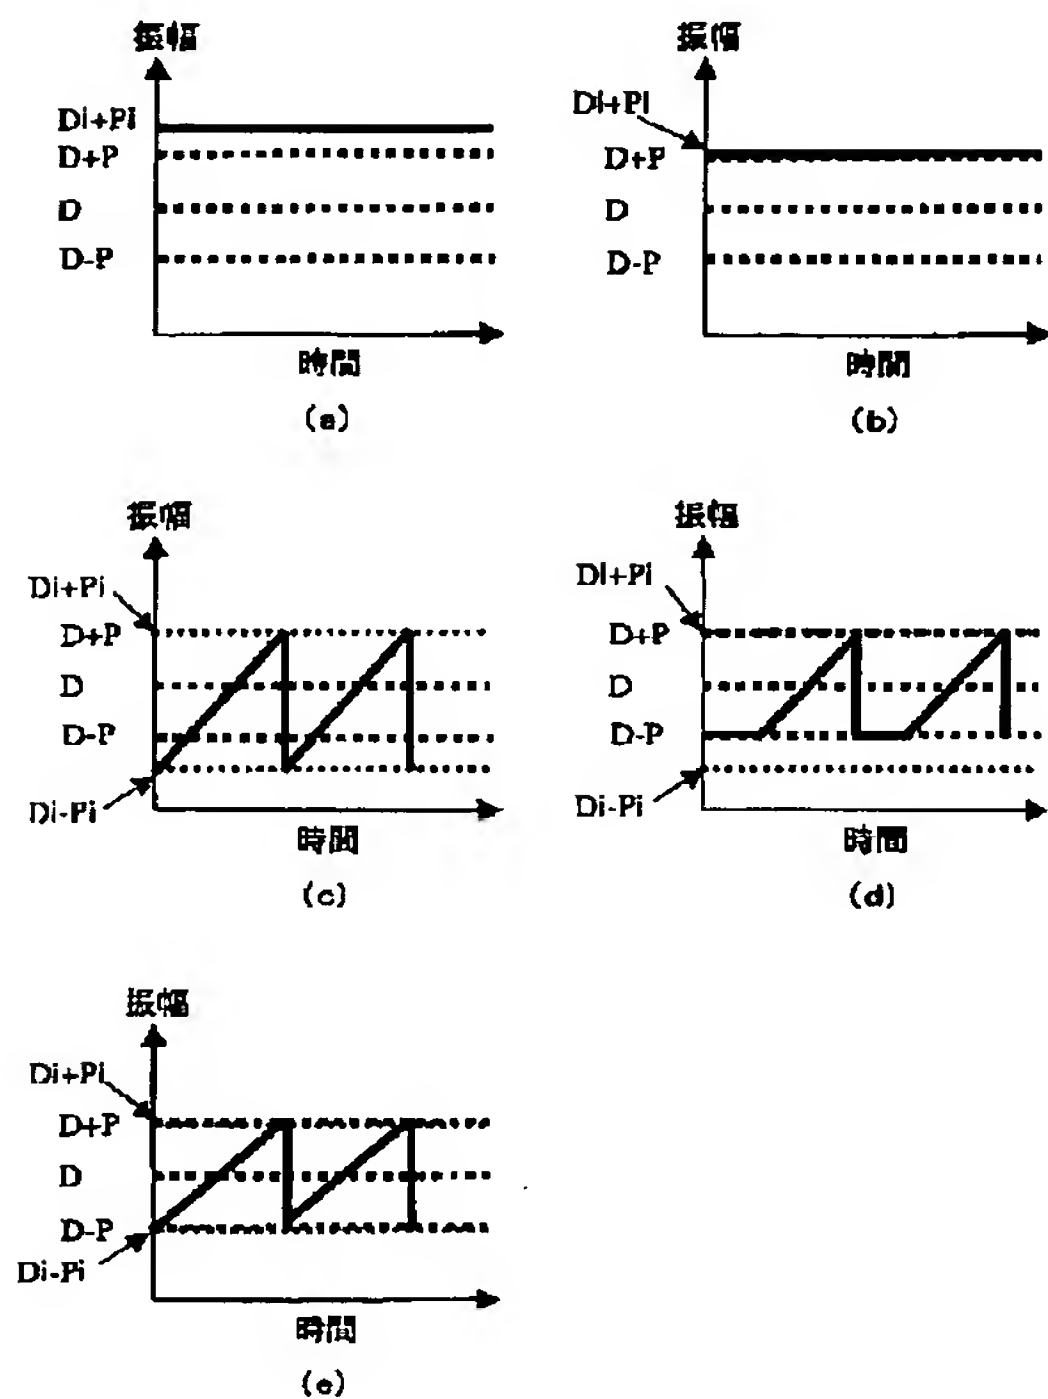 振幅
Di+Pi
D+P
D
D-P
時間
(a)
振幅
Di+Pi
D+P
D
D-P
時間
(b)
振幅
Di+Pi
D+P
D
D-P
Di-Pi
時間
(c)
振幅
Di+Pi
D+P
D
D-P
Di-Pi
時間
(d)
振幅
Di+Pi
D+P
D
D-P
Di-Pi
時間
(e)